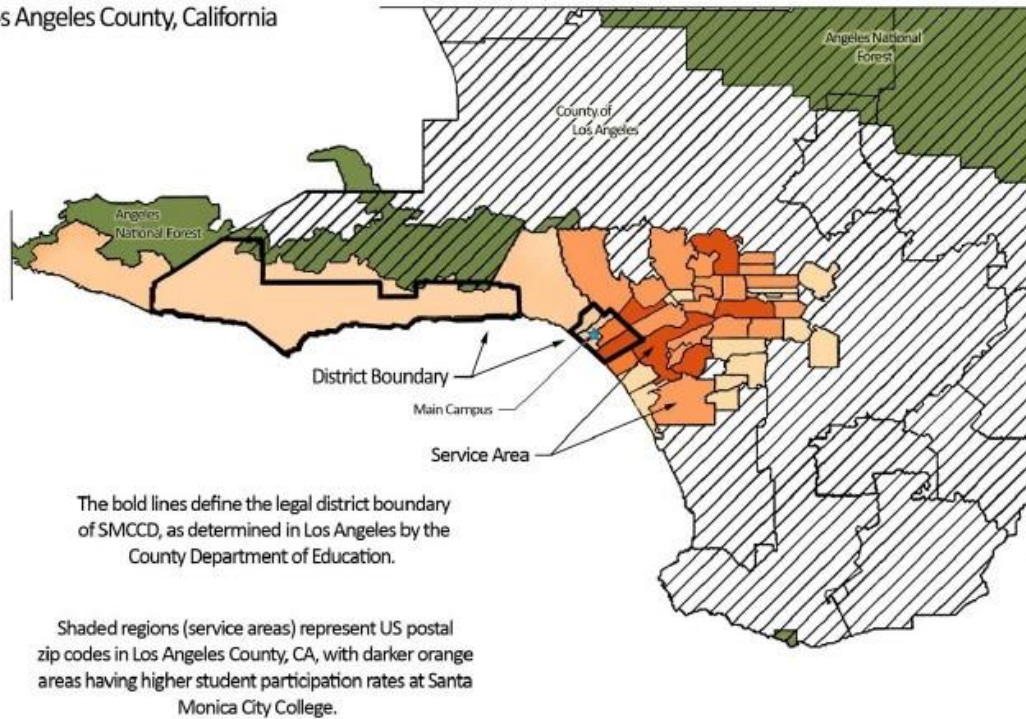 s Angeles County, California
Angeles National
Forest
County of
Los Angeles
Angeles
National Forest
District Boundary
Main Campus
Service Area
The bold lines define the legal district boundary
of SMCCD, as determined in Los Angeles by the
County Department of Education.
Shaded regions (service areas) represent US postal
zip codes in Los Angeles County, CA, with darker orange
areas having higher student participation rates at Santa
Monica City College.